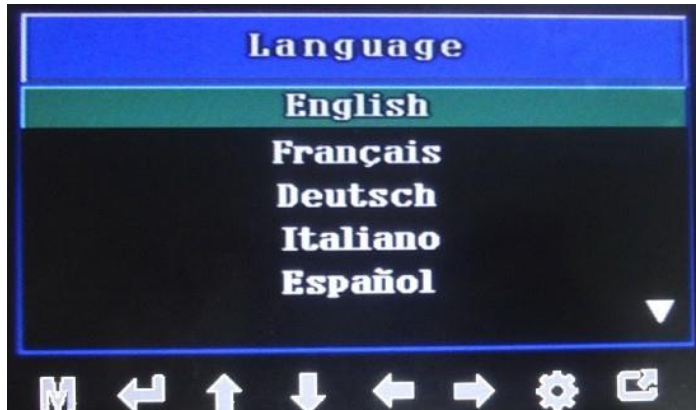 Language
English
Français
Deutsch
Italiano
Español
M